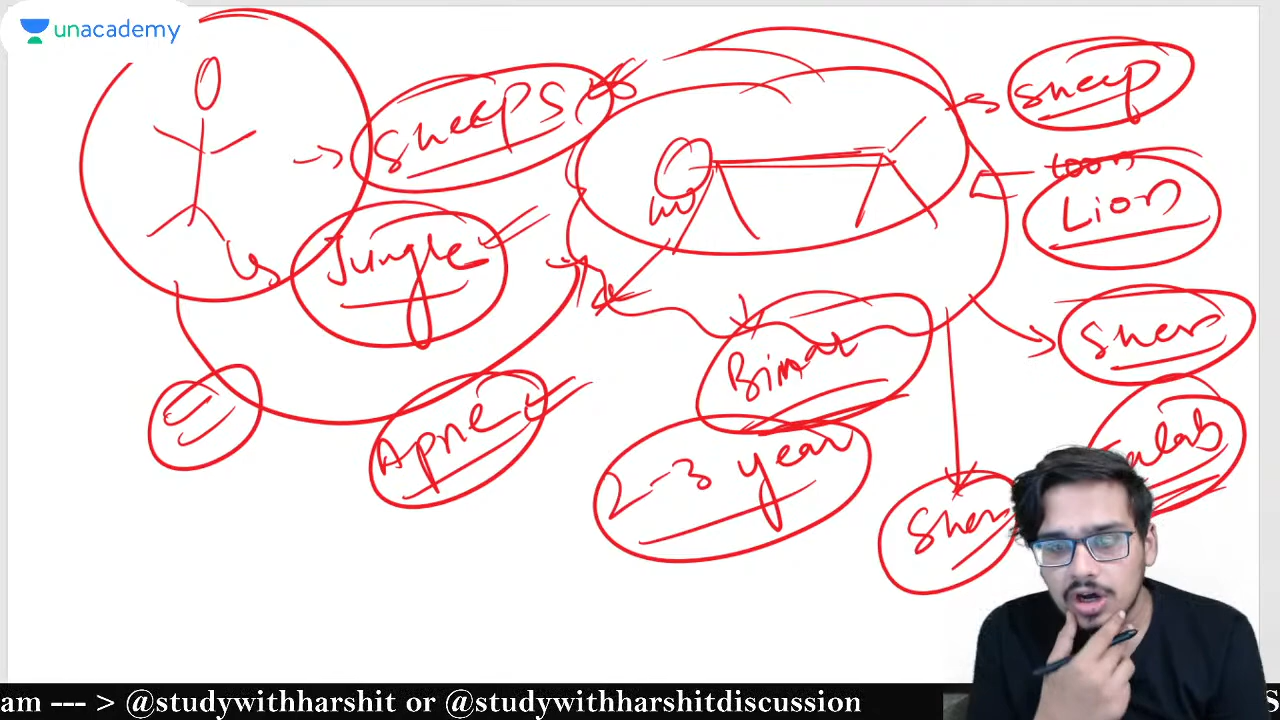 unacademy
sheeps
sheep
Lion
Jungle
Sher
Bimar
Apne
2-3 year
Sher
am --- > @studywithharshit or @studywithharshitdiscussion